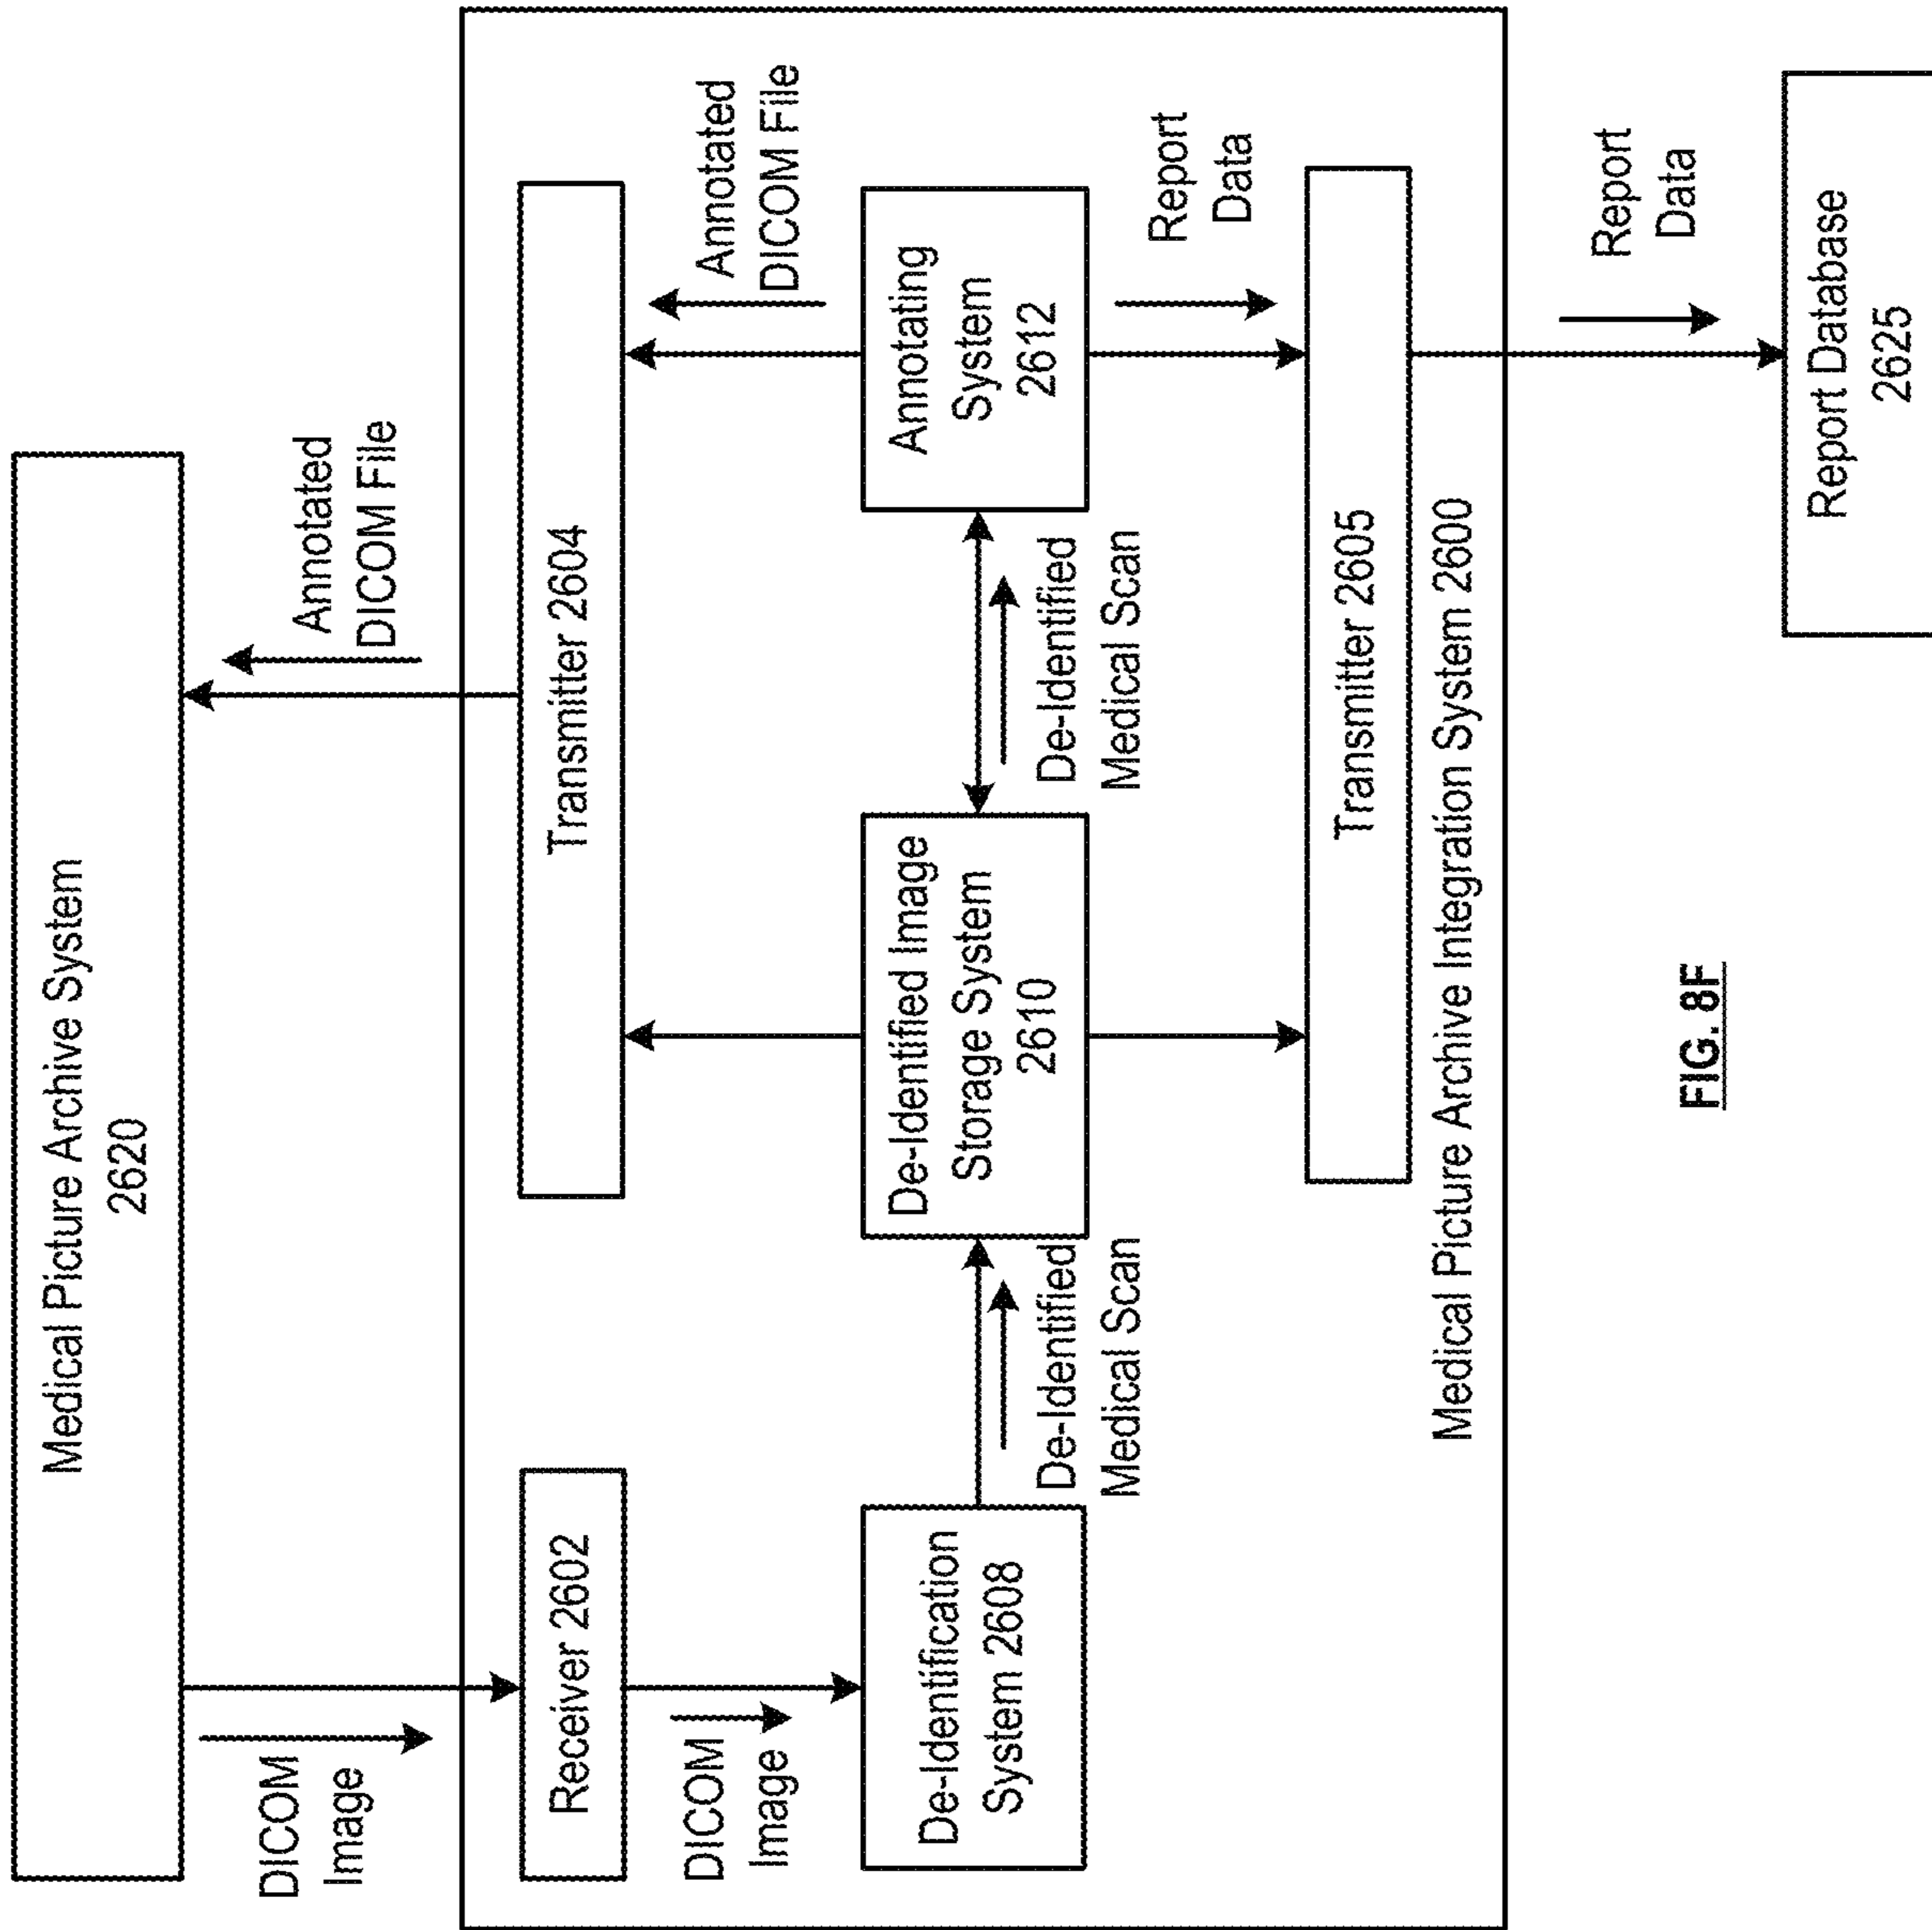 Medical Picture Archive System
2620
DICOM
Image
Annotated
DICOM File
Receiver 2602
Transmitter 2604
DICOM
Image
Annotated
DICOM File
De-Identification
System 2608
De-Identified
Medical Scan
De-Identified Image
Storage System
2610
De-Identified
Medical Scan
Annotating
System
2612
Report
Data
Transmitter 2605
Medical Picture Archive Integration System 2600
Report
Data
Report Database
2625
FIG. 8F